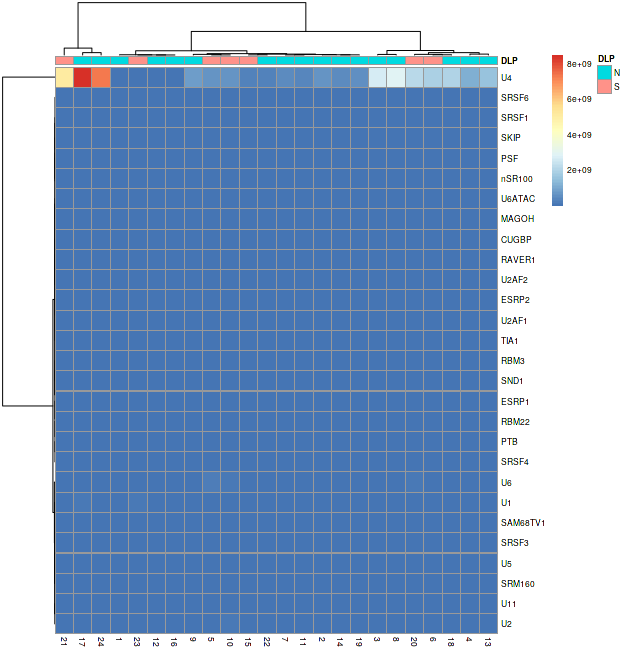 DLP
U4
SRSF6
SRSF1
SKIP
PSF
nSR100
U6ATAC
MAGOH
CUGBP
RAVER1
U2AF2
ESRP2
U2AF1
TIA1
RBM3
SND1
ESRP1
RBM22
PTB
SRSF4
U6
U1
SAM68TV1
SRSF3
U5
SRM160
U11
U2
21 17 24 1 23 12 16 9 5 10 15 22 7 11 2 14 19 3 8 20 6 18 4 13
8e+09
6e+09
4e+09
2e+09
DLP
N
S